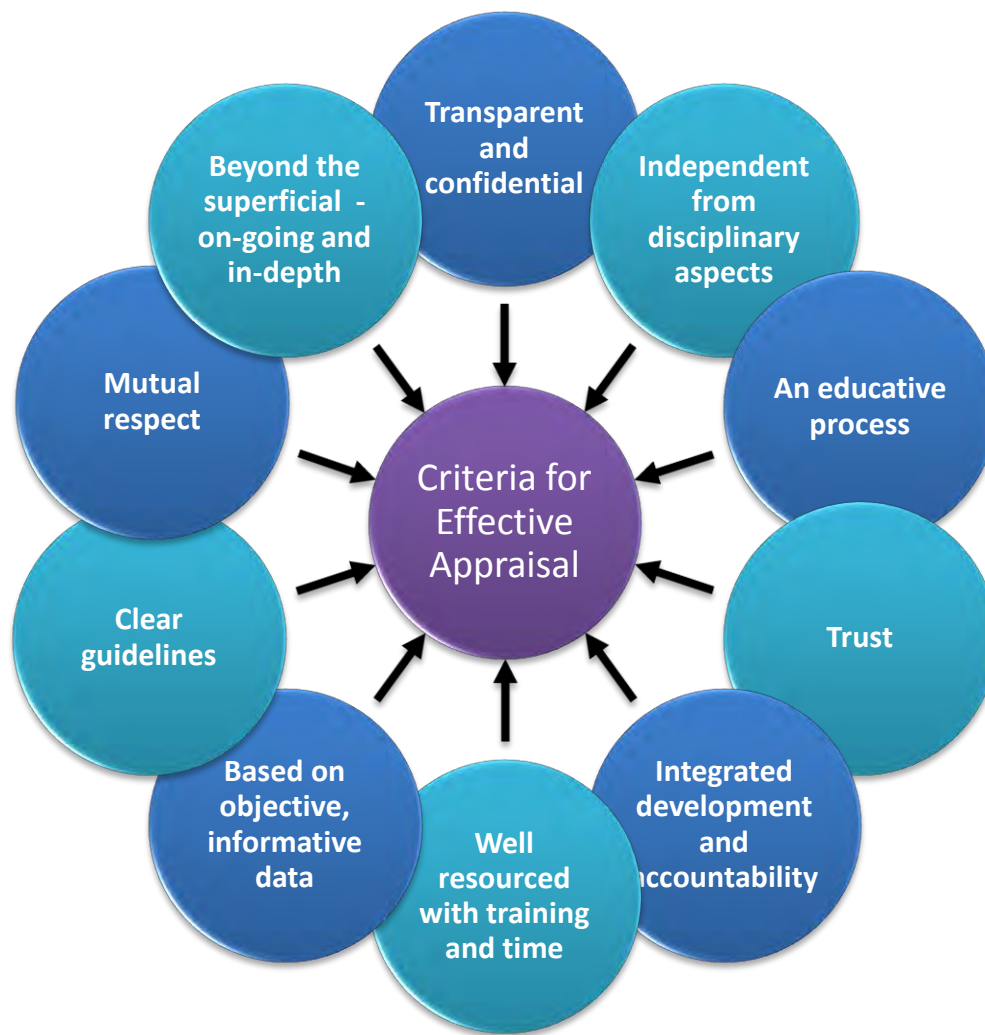 Transparent
and
confidential
Independent
from
disciplinary
aspects
An educative
process
Trust
Integrated
development
and
accountability
Well
resourced
with training
and time
Based on
objective,
informative
data
Clear
guidelines
Mutual
respect
Beyond the
superficial -
on-going and
in-depth
Criteria for
Effective
Appraisal